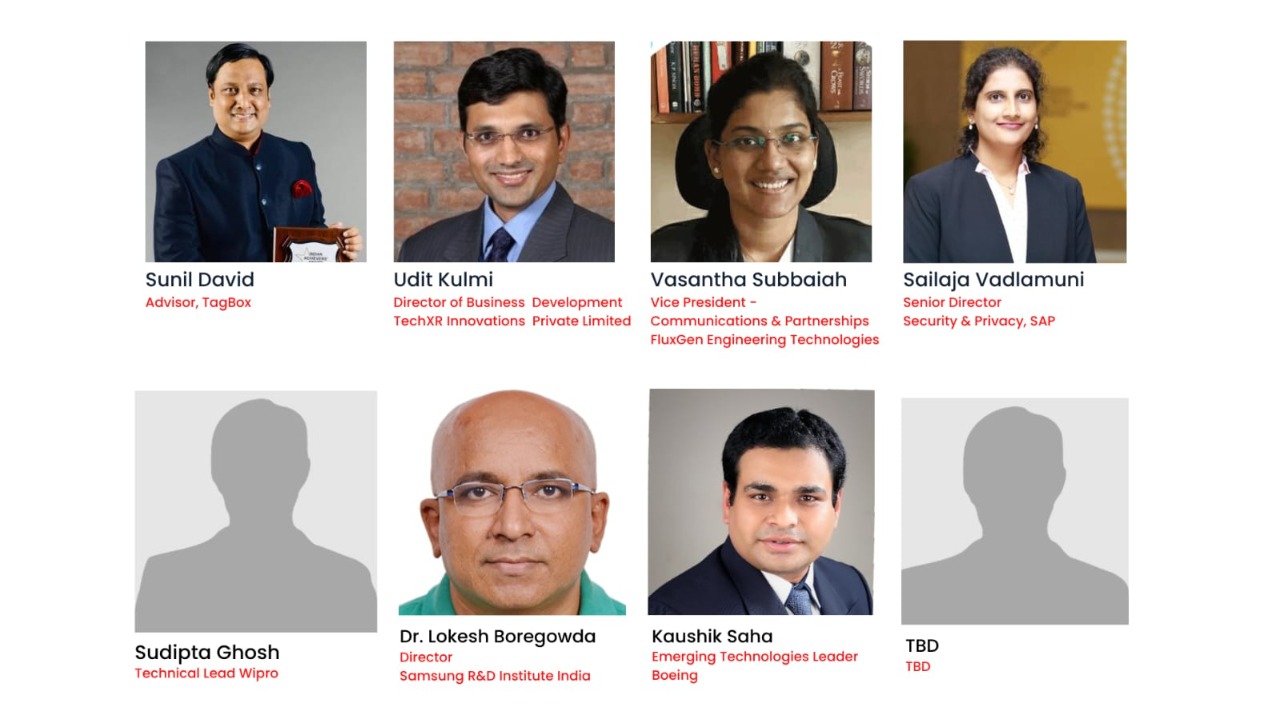 Sunil David
Advisor, TagBox
Udit Kulmi
Director of Business Development
TechXR Innovations Private Limited
Vasantha Subbaiah
Vice President -
Communications & Partnerships
FluxGen Engineering Technologies
Sailaja Vadlamuni
Senior Director
Security & Privacy, SAP
Sudipta Ghosh
Technical Lead Wipro
Dr. Lokesh Boregowda
Director
Samsung R&D Institute India
Kaushik Saha
Emerging Technologies Leader
Boeing
TBD
TBD